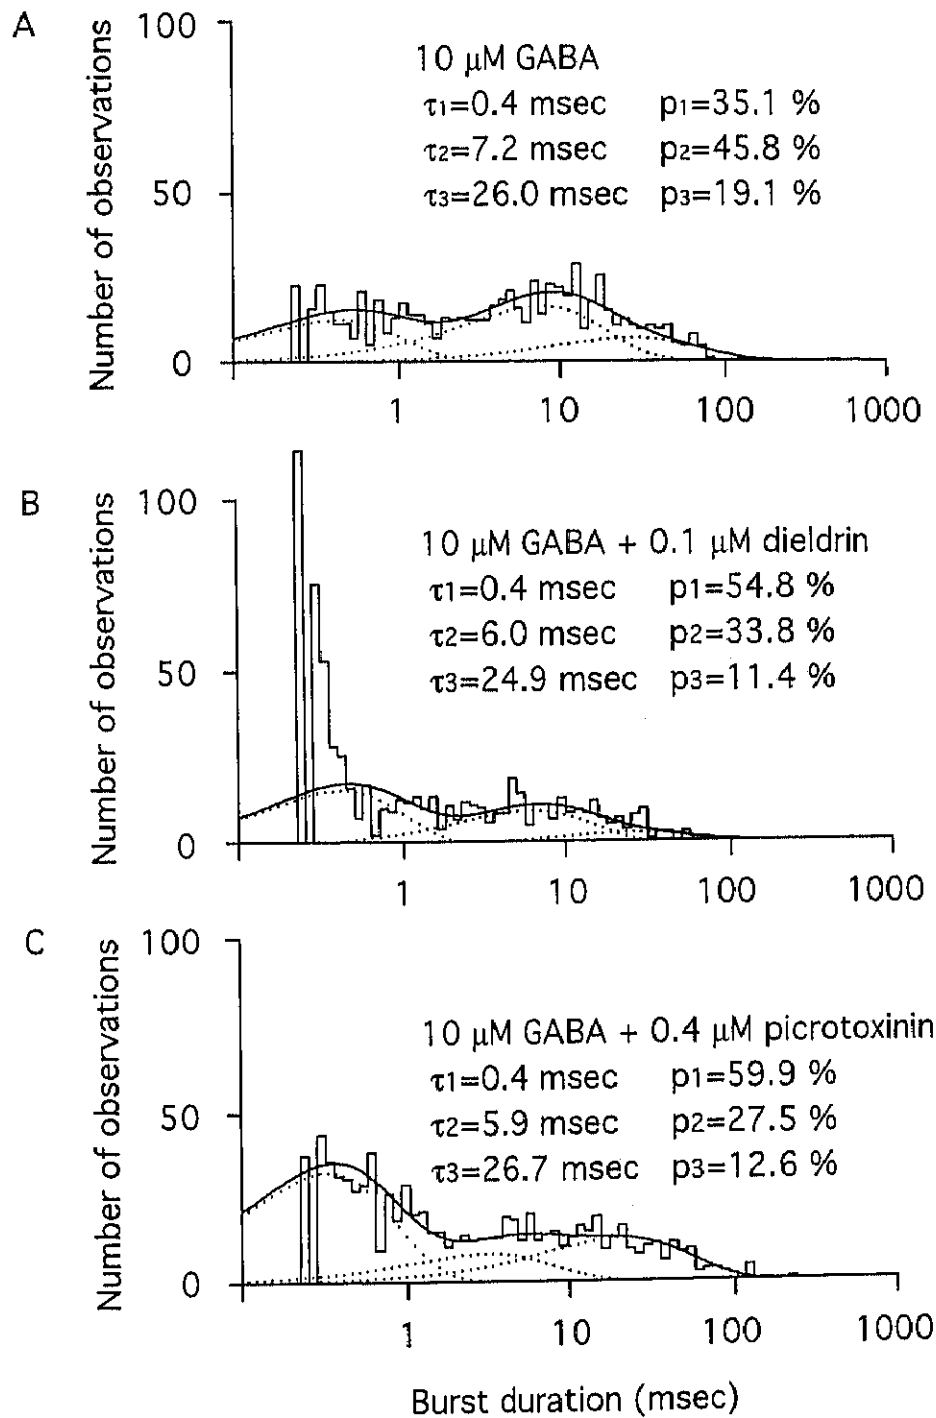 A
Number of observations
100
50
0
10 μM GABA
τ1=0.4 msec p1=35.1 %
τ2=7.2 msec p2=45.8 %
τ3=26.0 msec p3=19.1 %
1 10 100 1000
B
Number of observations
100
50
0
10 μM GABA + 0.1 μM dieldrin
τ1=0.4 msec p1=54.8 %
τ2=6.0 msec p2=33.8 %
τ3=24.9 msec p3=11.4 %
1 10 100 1000
C
Number of observations
100
50
0
10 μM GABA + 0.4 μM picrotoxinin
τ1=0.4 msec p1=59.9 %
τ2=5.9 msec p2=27.5 %
τ3=26.7 msec p3=12.6 %
1 10 100 1000
Burst duration (msec)